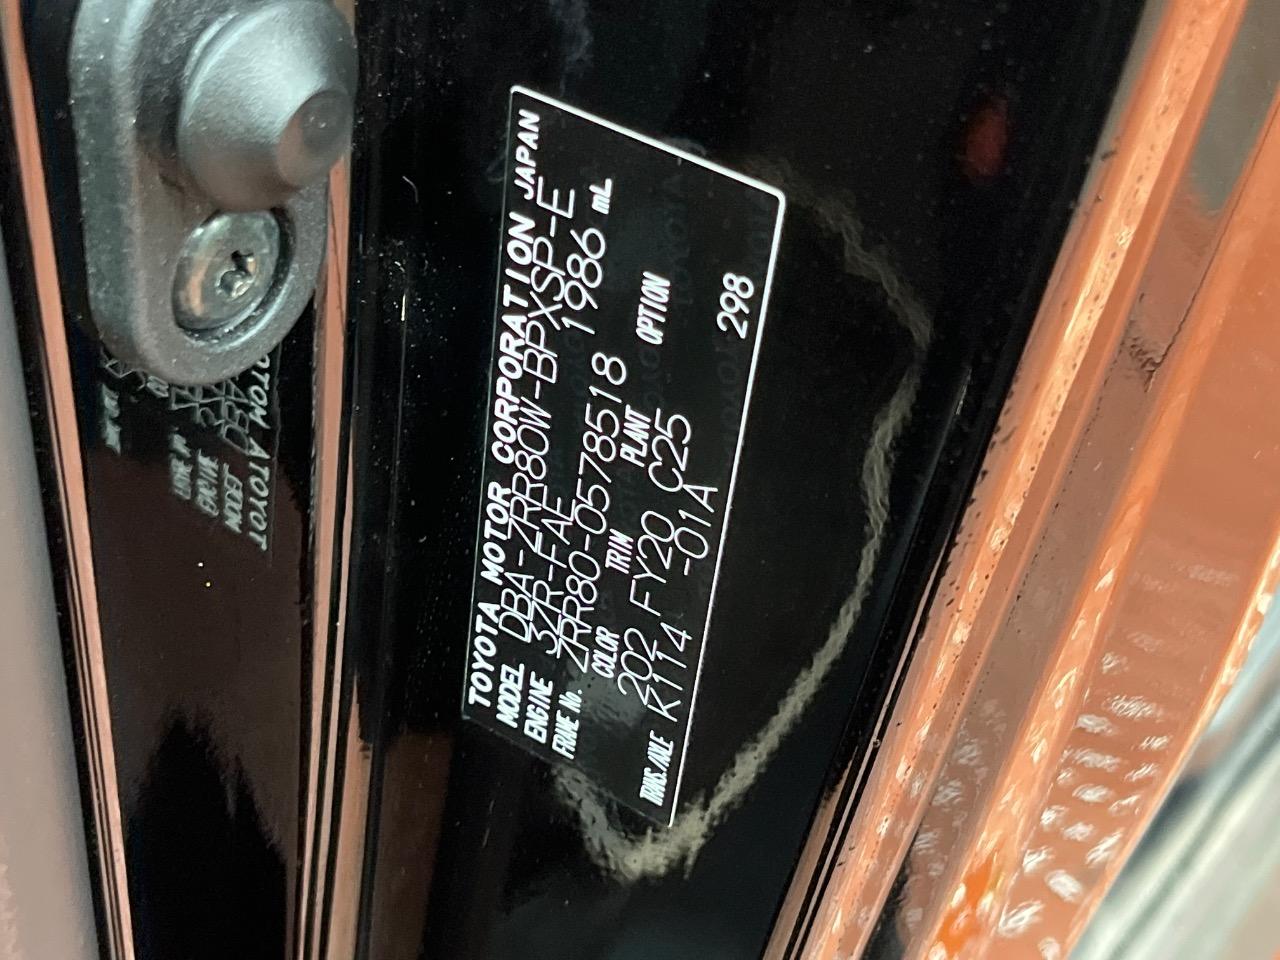 TOYOTA MOTOR CORPORATION JAPAN
MODEL DBA-ZRR80W-BPXSP-E
ENGINE 3ZR-FAE 1986 mL
FRAME No. ZRR80-0578518
COLOR TRIM PLANT OPTION
202 FY20 C25
TRANS./AXLE K114 -01A 298